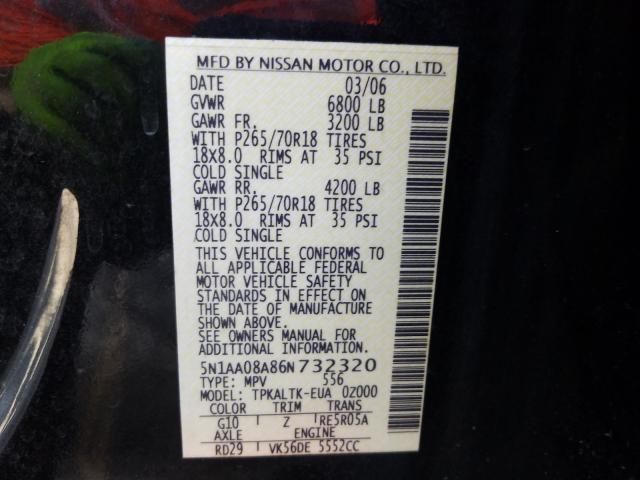 MFD BY NISSAN MOTOR CO., LTD.
DATE 03/06
GVWR 6800 LB
GAWR FR. 3200 LB
WITH P265/70R18 TIRES
18X8.0 RIMS AT 35 PSI
COLD SINGLE
GAWR RR. 4200 LB
WITH P265/70R18 TIRES
18X8.0 RIMS AT 35 PSI
COLD SINGLE
THIS VEHICLE CONFORMS TO
ALL APPLICABLE FEDERAL
MOTOR VEHICLE SAFETY
STANDARDS IN EFFECT ON
THE DATE OF MANUFACTURE
SHOWN ABOVE.
SEE OWNERS MANUAL FOR
ADDITIONAL INFORMATION.
5N1AA08A86N732320
TYPE: MPV 556
MODEL: TPKALTK-EUA 0Z000
COLOR TRIM TRANS
G10 Z RE5R05A
AXLE ENGINE
RD29 VK56DE 5552CC